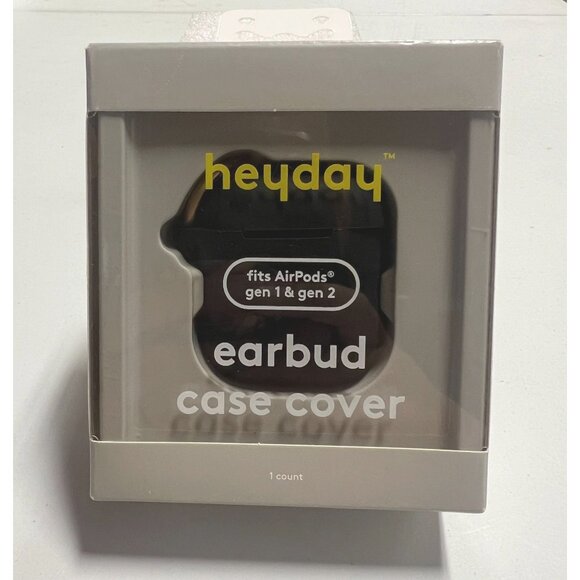 heyday™
fits AirPods®
gen 1 & gen 2
earbud
case cover
1 count